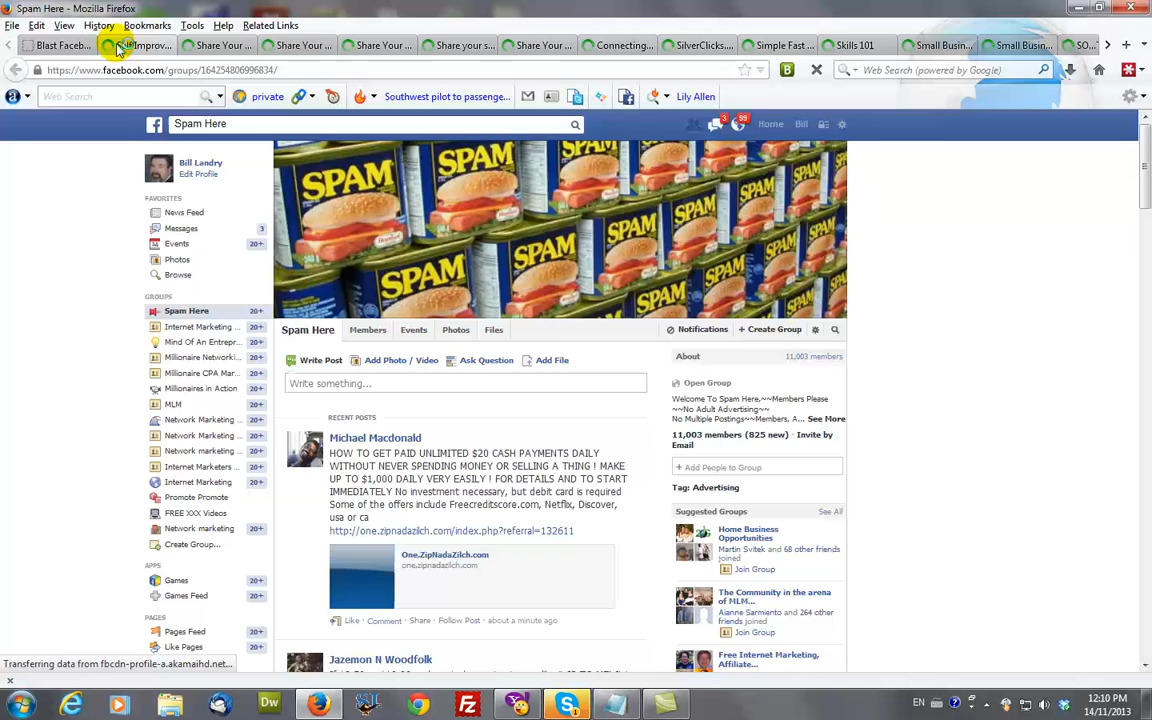 Spam Here - Mozilla Firefox
File Edit View History Bookmarks Tools Help Related Links
Blast Faceb... Improv... Share Your ... Share Your ... Share Your ... Share your s... Share Your ... Connecting... SilverClicks.... Simple Fast ... Skills 101 Small Busin... Small Busin... SO...
https://www.facebook.com/groups/164254806996834/
Web Search (powered by Google)
Web Search private Southwest pilot to passenge... Lily Allen
Spam Here
3 99 Home Bill
Bill Landry
Edit Profile
FAVORITES
News Feed
Messages 3
Events 20+
Photos
Browse
GROUPS
Spam Here 20+
Internet Marketing ... 20+
Mind Of An Entrepr... 20+
Millionaire Networki... 20+
Millionaire CPA Mar... 20+
Millionaires in Action 20+
MLM 20+
Network Marketing ... 20+
Network Marketing ... 20+
Network marketing ... 20+
Internet Marketers ... 20+
Internet Marketing 20+
Promote Promote 20+
FREE XXX Videos 20+
Network marketing 20+
Create Group...
APPS
Games 20+
Games Feed 20+
PAGES
Pages Feed 20+
Like Pages 20+
SPAM SPAM SPAM SPAM SPAM SPAM SPAM SPAM SPAM
Spam Here Members Events Photos Files Notifications + Create Group
Write Post Add Photo / Video Ask Question Add File
Write something...
RECENT POSTS
Michael Macdonald
HOW TO GET PAID UNLIMITED $20 CASH PAYMENTS DAILY
WITHOUT NEVER SPENDING MONEY OR SELLING A THING ! MAKE
UP TO $1,000 DAILY VERY EASILY ! FOR DETAILS AND TO START
IMMEDIATELY No investment necessary, but debit card is required
Some of the offers include Freecreditscore.com, Netflix, Discover,
usa or ca
http://one.zipnadazilch.com/index.php?referral=132611
One.ZipNadaZilch.com
one.zipnadazilch.com
Like · Comment · Share · Follow Post · about a minute ago
Jazemon N Woodfolk
About 11,003 members
Open Group
Welcome To Spam Here,~~Members Please
~~No Adult Advertising~~
No Multiple Postings~~Members, A... See More
11,003 members (825 new) · Invite by
Email
+ Add People to Group
Tag: Advertising
Suggested Groups See All
Home Business
Opportunities
Martin Svitek and 68 other friends
joined
Join Group
The Community in the arena
of MLM...
Aianne Sarmiento and 264 other
friends joined
Join Group
Free Internet Marketing,
Affiliate...
Transferring data from fbcdn-profile-a.akamaihd.net...
EN 12:10 PM
14/11/2013